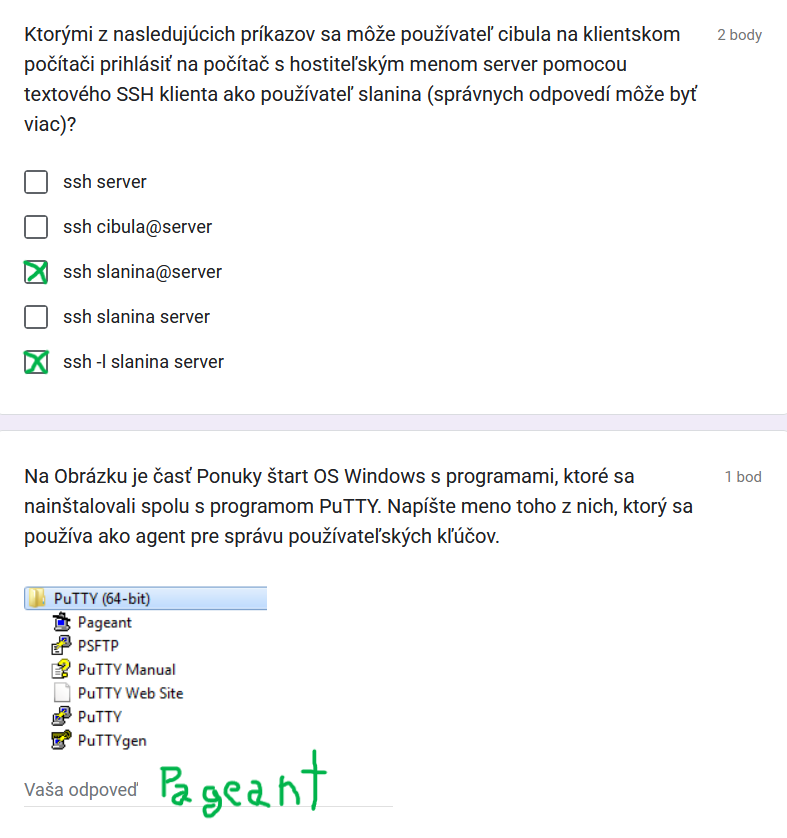 Ktorými z nasledujúcich príkazov sa môže používateľ cibula na klientskom
2 body
počítači prihlásiť na počítač s hostiteľským menom server pomocou
textového SSH klienta ako používateľ slanina (správnych odpovedí môže byť
viac)?
ssh server
ssh cibula@server
ssh slanina@server
ssh slanina server
ssh -l slanina server
Na Obrázku je časť Ponuky štart OS Windows s programami, ktoré sa
1 bod
nainštalovali spolu s programom PuTTY. Napíšte meno toho z nich, ktorý sa
používa ako agent pre správu používateľských kľúčov.
PuTTY (64-bit)
Pageant
PSFTP
PuTTY Manual
PuTTY Web Site
PuTTY
PuTTYgen
Vaša odpoveď Pageant